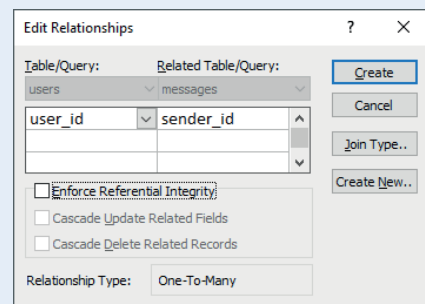 Edit Relationships ? ×
Table/Query: Related Table/Query:
users messages
user_id sender_id
Create
Cancel
Join Type..
Create New..
Enforce Referential Integrity
Cascade Update Related Fields
Cascade Delete Related Records
Relationship Type: One-To-Many